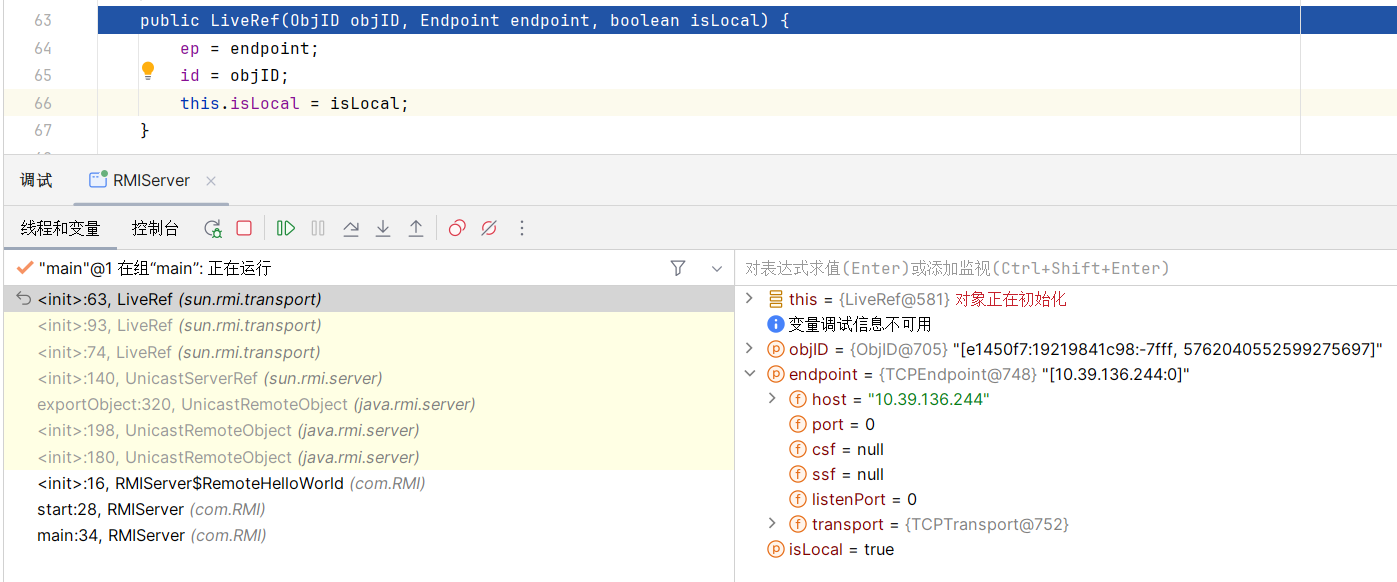 63 public LiveRef(ObjID objID, Endpoint endpoint, boolean isLocal) {
64 ep = endpoint;
65 id = objID;
66 this.isLocal = isLocal;
67 }
调试 RMIServer ×
线程和变量 控制台
"main"@1 在组“main”: 正在运行
<init>:63, LiveRef (sun.rmi.transport)
<init>:93, LiveRef (sun.rmi.transport)
<init>:74, LiveRef (sun.rmi.transport)
<init>:140, UnicastServerRef (sun.rmi.server)
exportObject:320, UnicastRemoteObject (java.rmi.server)
<init>:198, UnicastRemoteObject (java.rmi.server)
<init>:180, UnicastRemoteObject (java.rmi.server)
<init>:16, RMIServer$RemoteHelloWorld (com.RMI)
start:28, RMIServer (com.RMI)
main:34, RMIServer (com.RMI)
对表达式求值(Enter)或添加监视(Ctrl+Shift+Enter)
this = {LiveRef@581} 对象正在初始化
变量调试信息不可用
objID = {ObjID@705} "[e1450f7:19219841c98:-7fff, 5762040552599275697]"
endpoint = {TCPEndpoint@748} "[10.39.136.244:0]"
host = "10.39.136.244"
port = 0
csf = null
ssf = null
listenPort = 0
transport = {TCPTransport@752}
isLocal = true